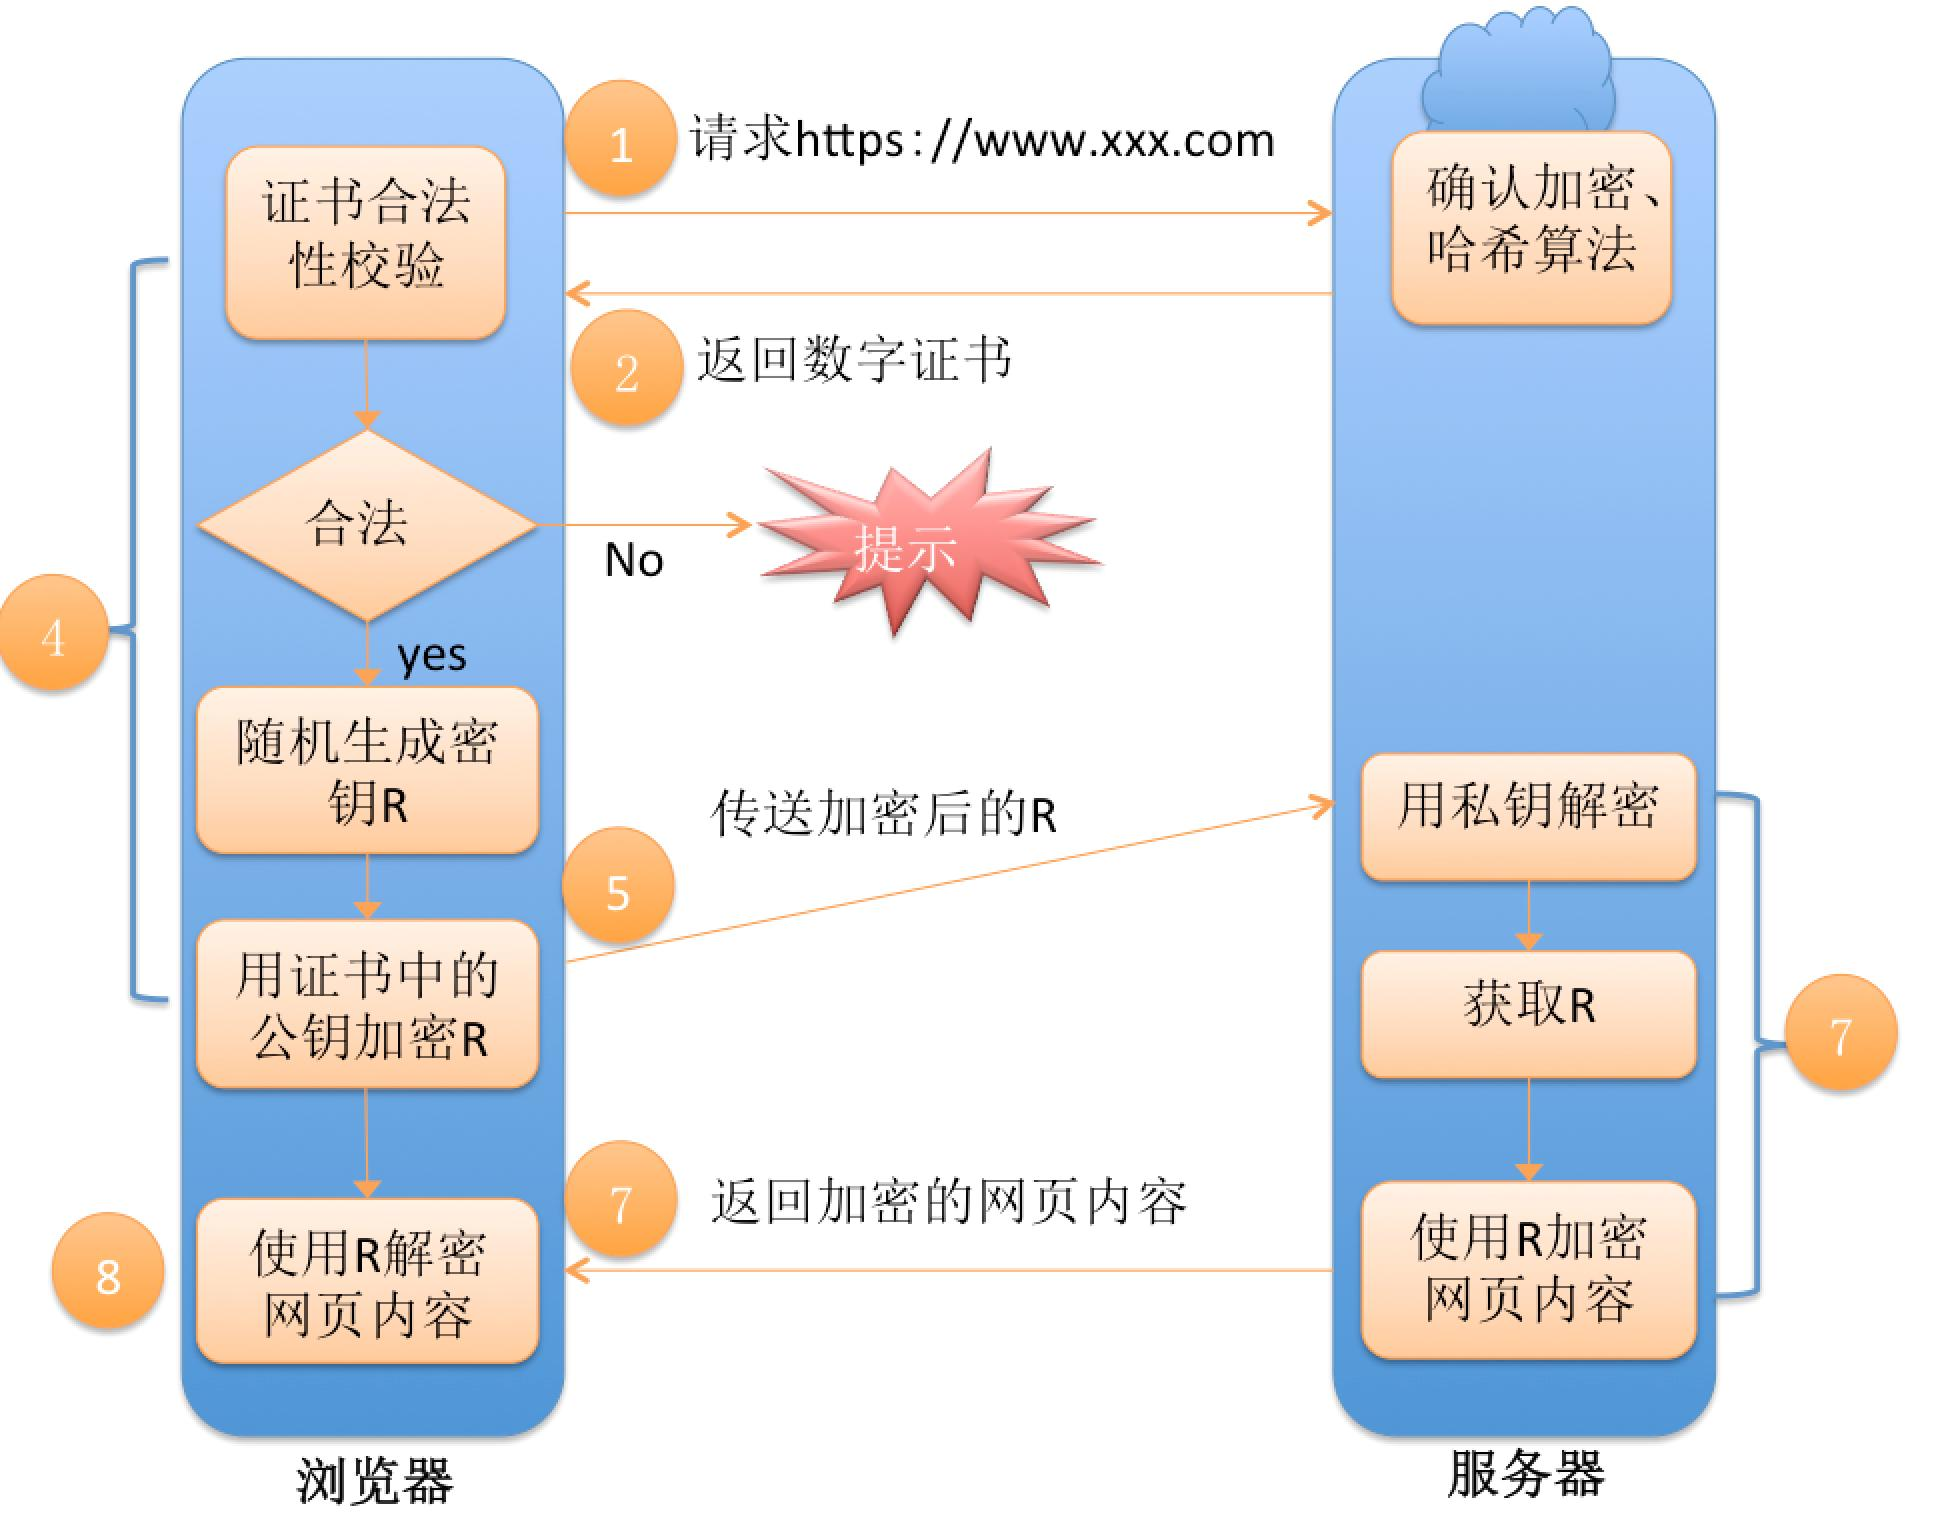 1
请求https://www.xxx.com
证书合法
性校验
确认加密、
哈希算法
2
返回数字证书
合法
No
提示
4
yes
随机生成密
钥R
传送加密后的R
5
用私钥解密
用证书中的
公钥加密R
获取R
7
7
返回加密的网页内容
8
使用R解密
网页内容
使用R加密
网页内容
浏览器
服务器